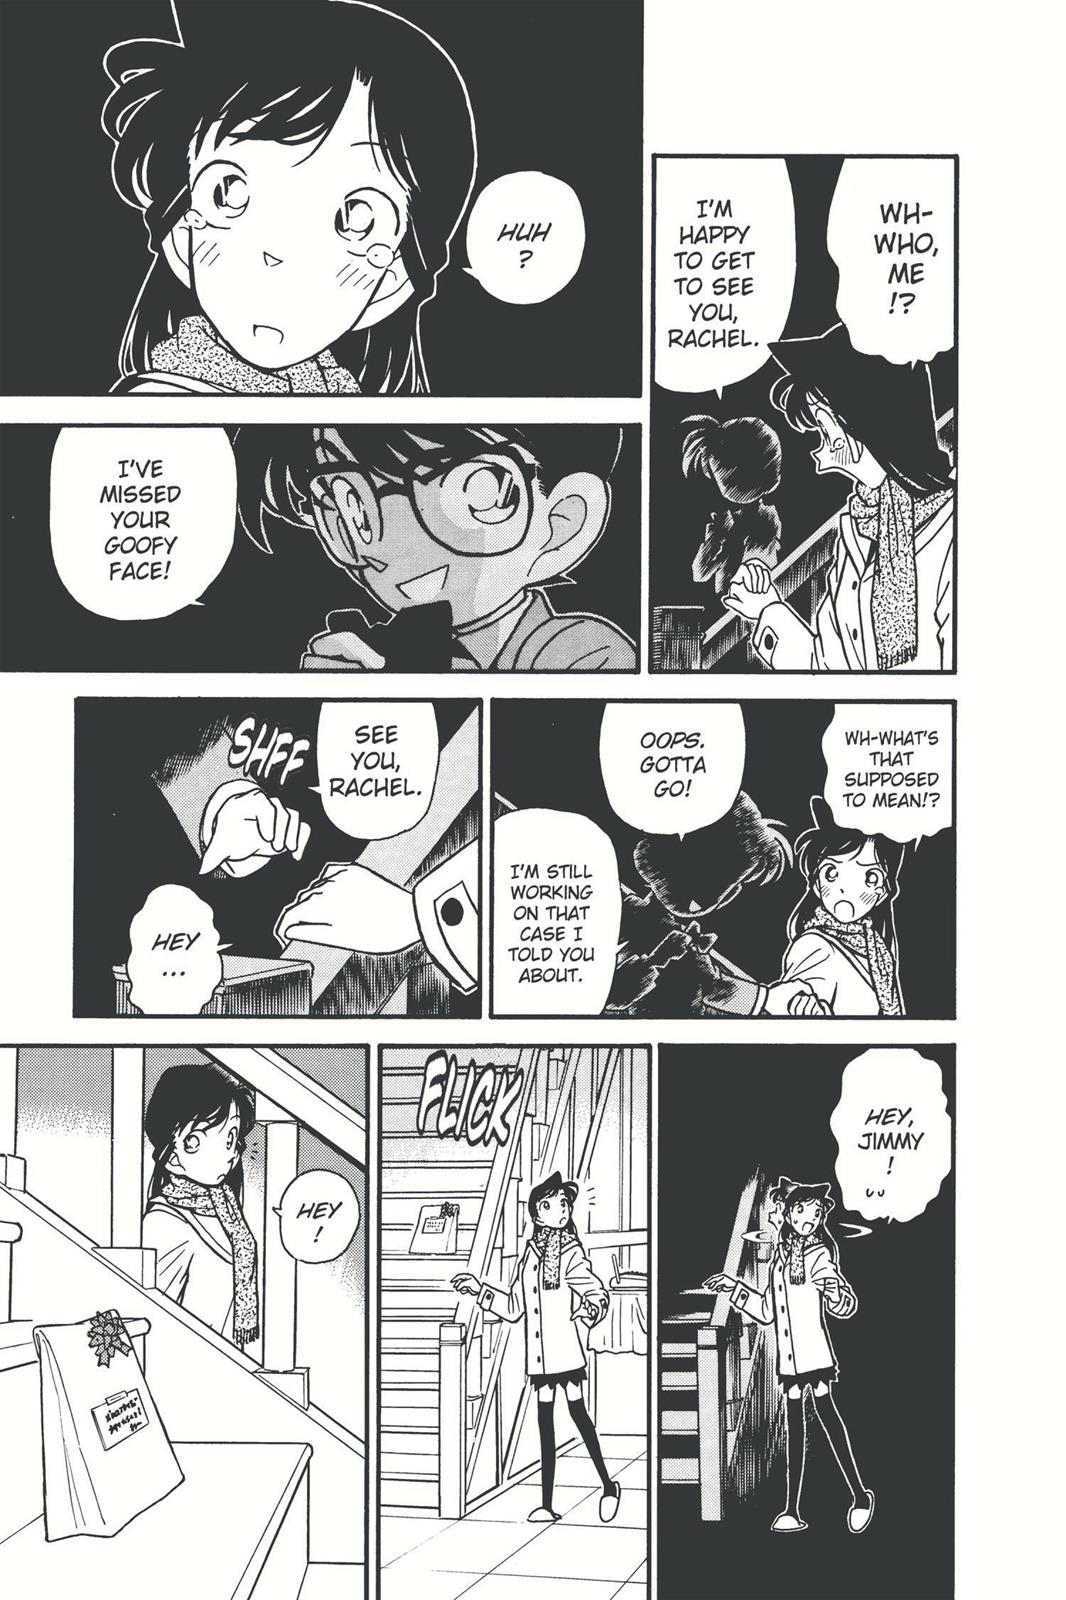 WH-
WHO,
ME
!?
I'M
HAPPY
TO GET
TO SEE
YOU,
RACHEL.
HUH
?
I'VE
MISSED
YOUR
GOOFY
FACE!
WH-WHAT'S
THAT
SUPPOSED
TO MEAN!?
OOPS.
GOTTA
GO!
I'M STILL
WORKING
ON THAT
CASE I
TOLD YOU
ABOUT.
SEE
YOU,
RACHEL.
SHFF
HEY
...
HEY,
JIMMY
!
FLICK
HEY
!